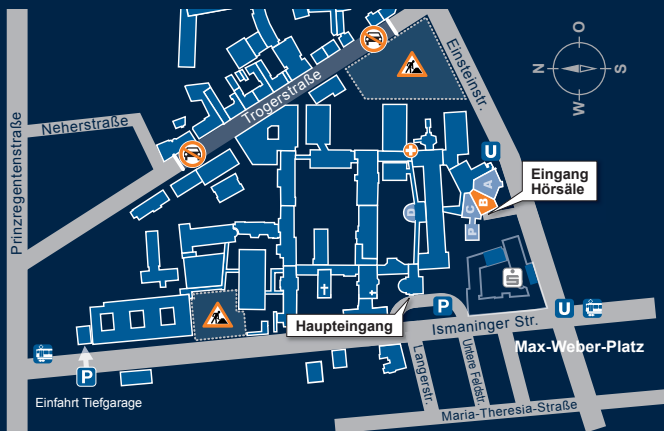 O
N
S
W
Einsteinstr.
Trogerstraße
Neherstraße
Prinzregentenstraße
U
Eingang
Hörsäle
A
B
C
P
D
S
Haupteingang
P
Ismaninger Str.
U
Max-Weber-Platz
P
Einfahrt Tiefgarage
Langerstr.
Untere Feldstr.
Maria-Theresia-Straße